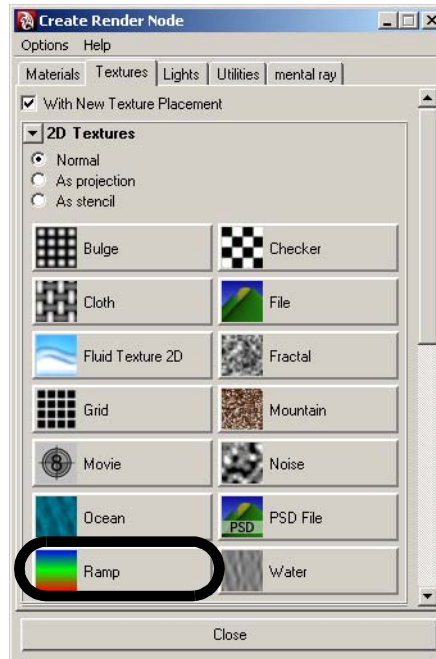 Create Render Node
Options Help
Materials Textures Lights Utilities mental ray
With New Texture Placement
2D Textures
Normal
As projection
As stencil
Bulge Checker
Cloth File
Fluid Texture 2D Fractal
Grid Mountain
8 Movie Noise
Ocean PSD PSD File
Ramp Water
Close